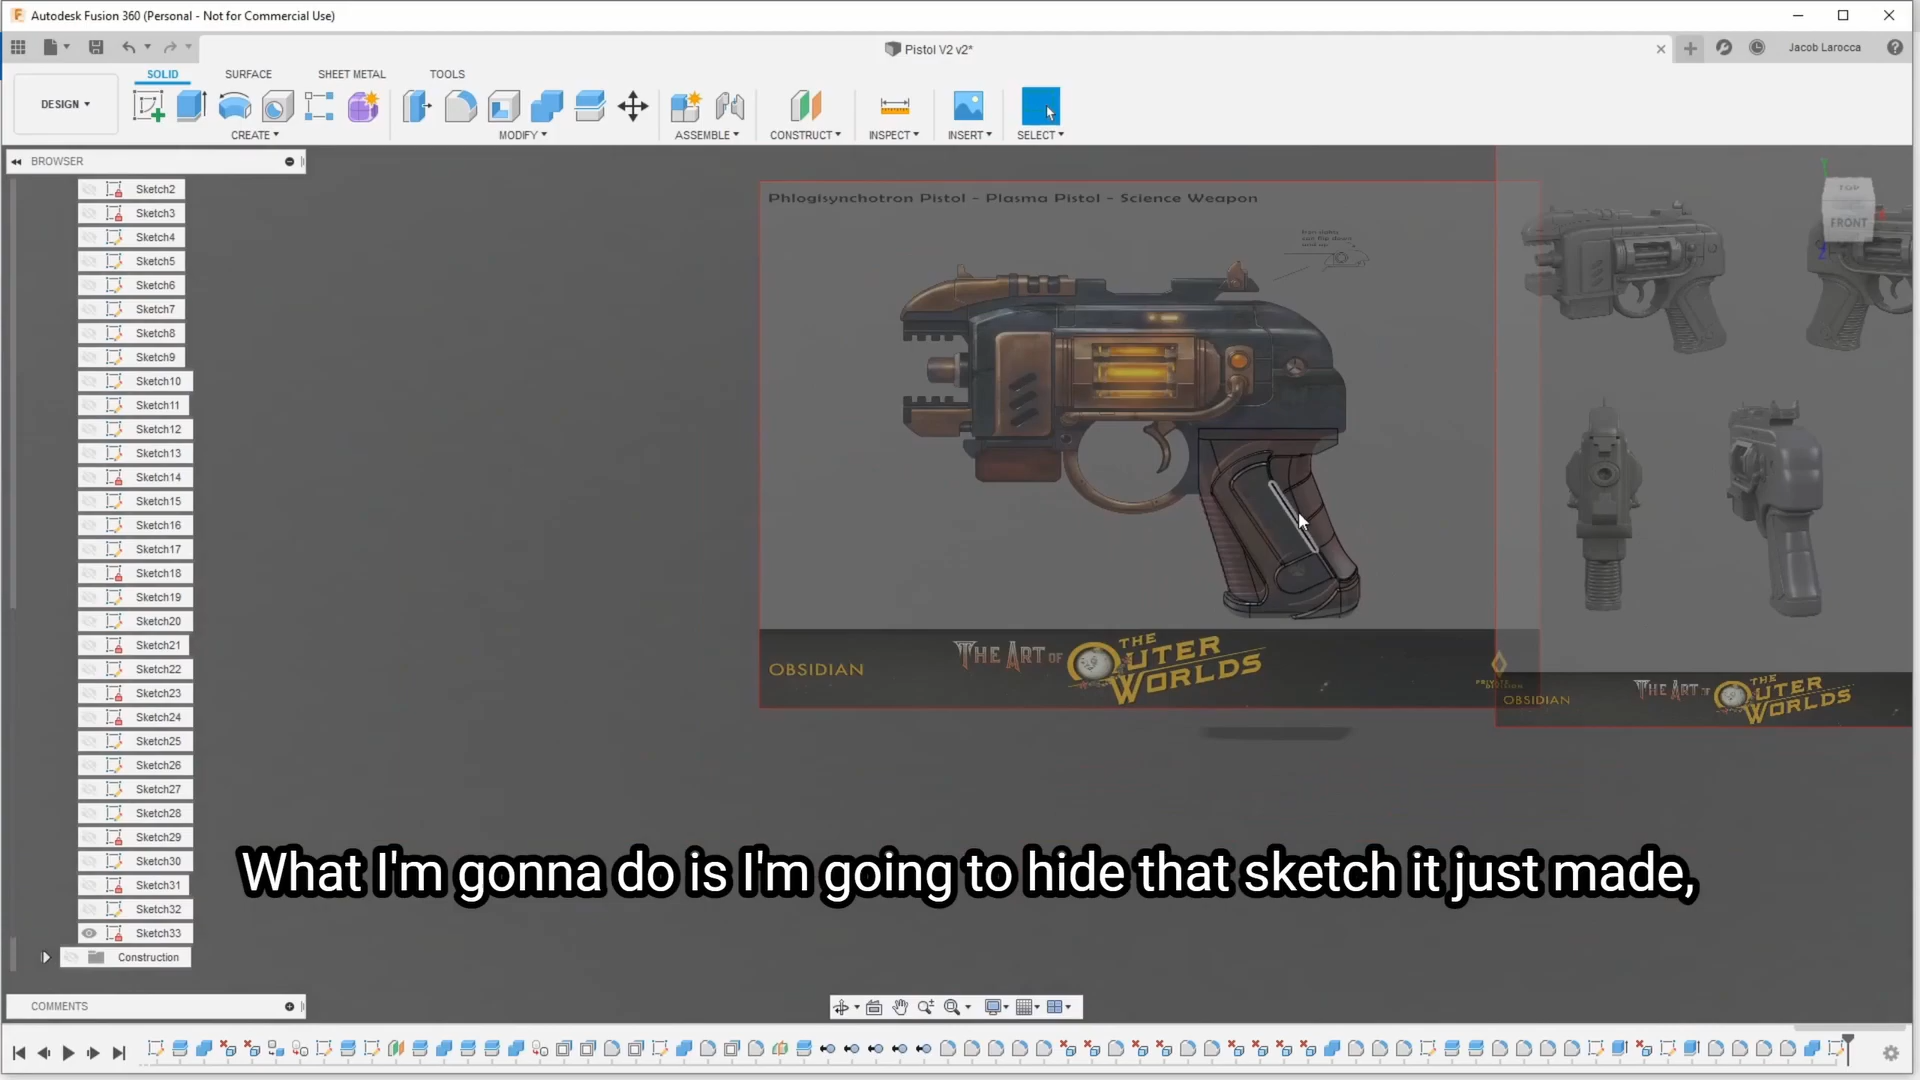 Autodesk Fusion 360 (Personal - Not for Commercial Use)
Pistol V2 v2*
Jacob Larocca
DESIGN
SOLID
SURFACE
SHEET METAL
TOOLS
CREATE
MODIFY
ASSEMBLE
CONSTRUCT
INSPECT
INSERT
SELECT
BROWSER
Sketch2
Sketch3
Sketch4
Sketch5
Sketch6
Sketch7
Sketch8
Sketch9
Sketch10
Sketch11
Sketch12
Sketch13
Sketch14
Sketch15
Sketch16
Sketch17
Sketch18
Sketch19
Sketch20
Sketch21
Sketch22
Sketch23
Sketch24
Sketch25
Sketch26
Sketch27
Sketch28
Sketch29
Sketch30
Sketch31
Sketch32
Sketch33
Construction
Phlogisynchotron Pistol - Plasma Pistol - Science Weapon
TOP
FRONT
OBSIDIAN
THE ART OF
THE
OUTER
WORLDS
OBSIDIAN
THE ART OF
THE
OUTER
WORLDS
What I'm gonna do is I'm going to hide that sketch it just made,
COMMENTS